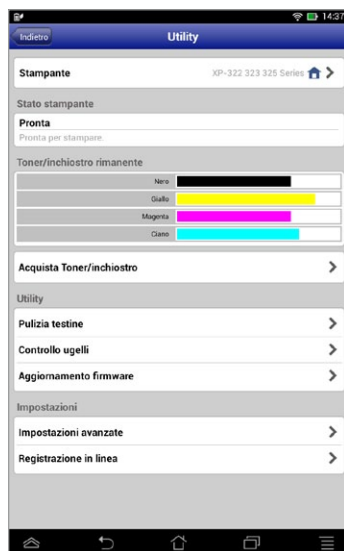 14:37
Indietro
Utility
Stampante XP-322 323 325 Series
Stato stampante
Pronta
Pronta per stampare.
Toner/inchiostro rimanente
Nero
Giallo
Magenta
Ciano
Acquista Toner/inchiostro
Utility
Pulizia testine
Controllo ugelli
Aggiornamento firmware
Impostazioni
Impostazioni avanzate
Registrazione in linea